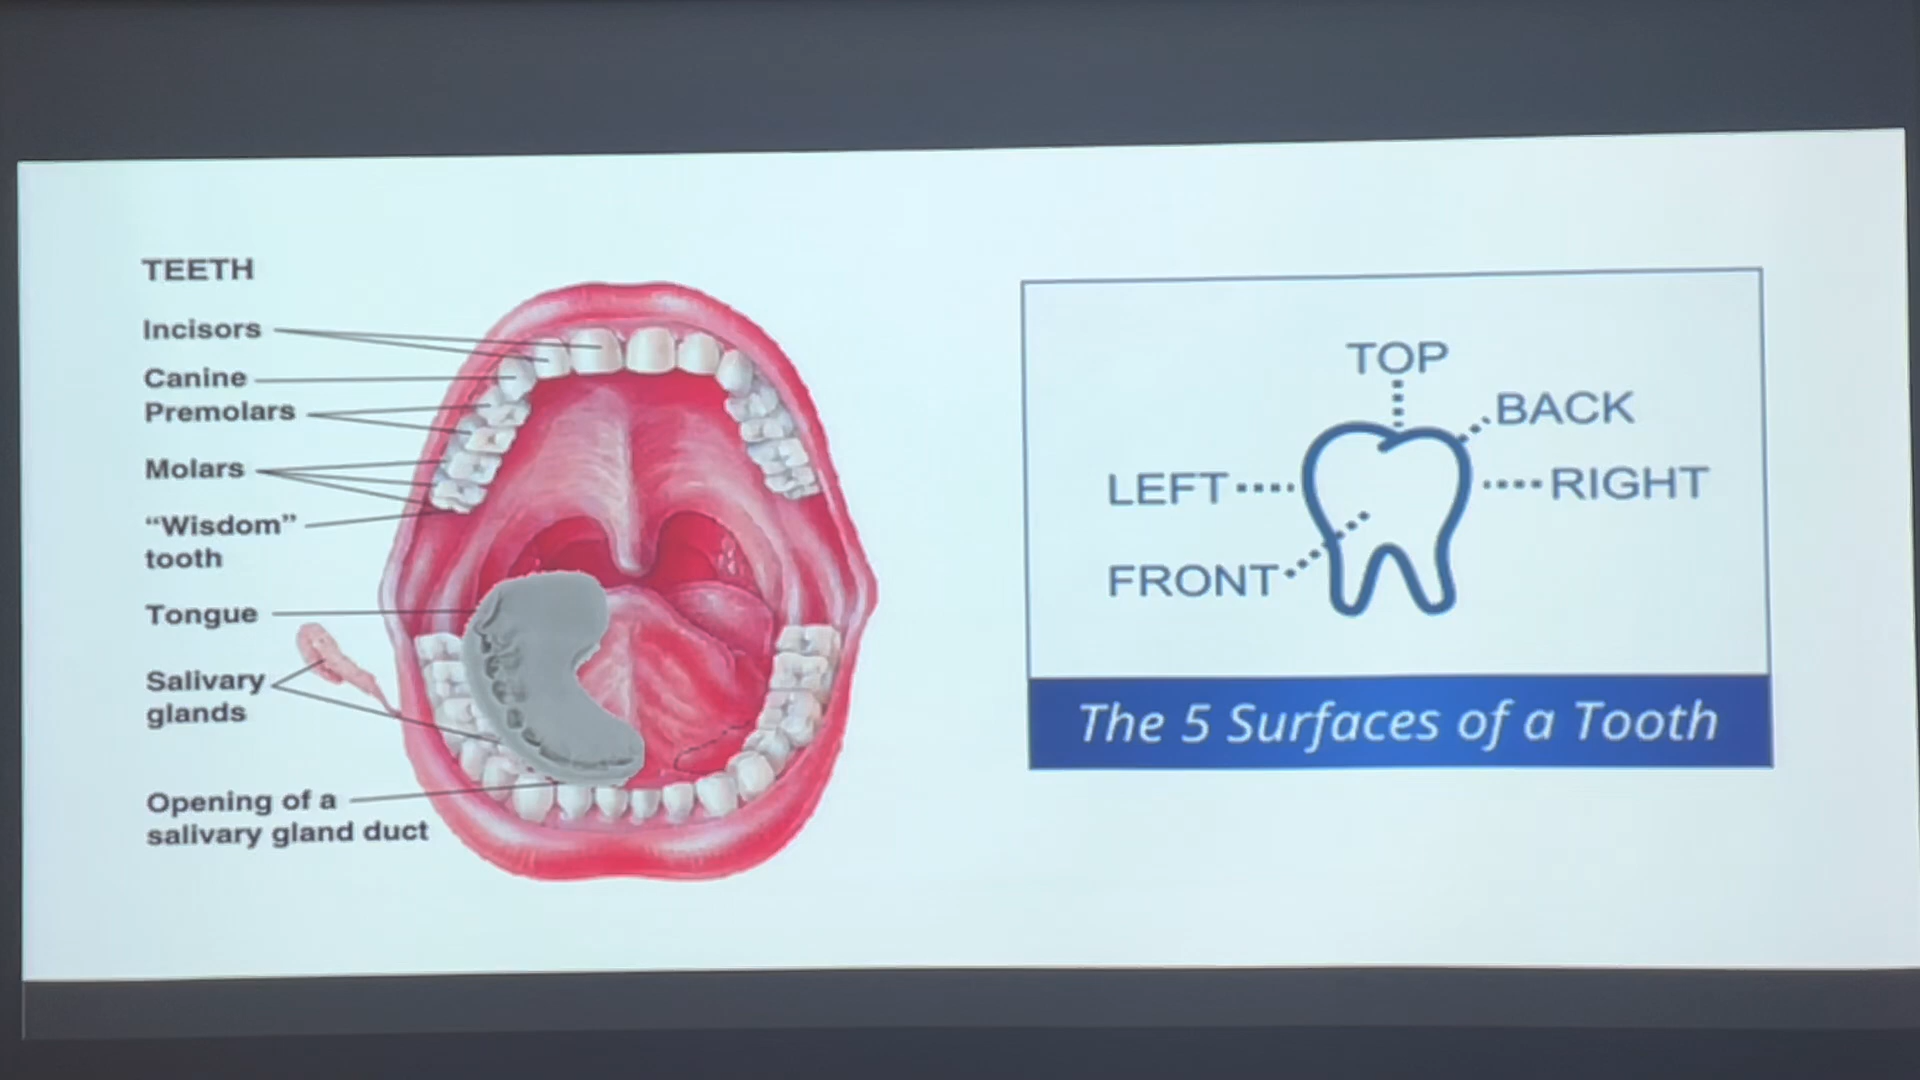 TEETH
Incisors
Canine
Premolars
Molars
“Wisdom”
tooth
Tongue
Salivary
glands
Opening of a
salivary gland duct
TOP
BACK
LEFT
RIGHT
FRONT
The 5 Surfaces of a Tooth